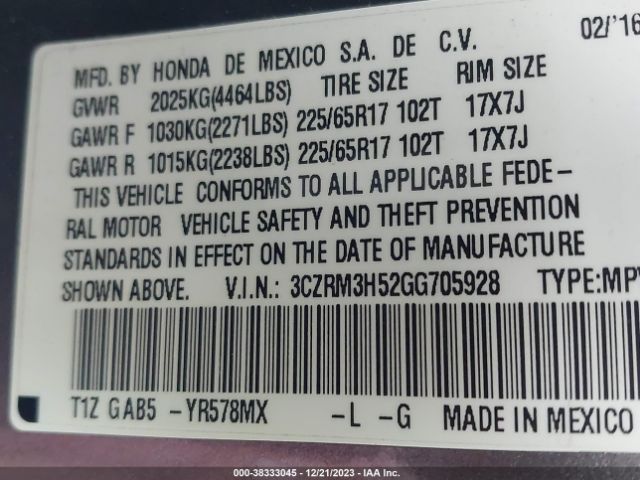 MFD. BY HONDA DE MEXICO S.A. DE C.V. 02/'16
GVWR 2025KG(4464LBS) TIRE SIZE RIM SIZE
GAWR F 1030KG(2271LBS) 225/65R17 102T 17X7J
GAWR R 1015KG(2238LBS) 225/65R17 102T 17X7J
THIS VEHICLE CONFORMS TO ALL APPLICABLE FEDE-
RAL MOTOR VEHICLE SAFETY AND THEFT PREVENTION
STANDARDS IN EFFECT ON THE DATE OF MANUFACTURE
SHOWN ABOVE. V.I.N.: 3CZRM3H52GG705928 TYPE:MPV
T1Z GAB5 -YR578MX -L -G MADE IN MEXICO
000-38333045 - 12/21/2023 - IAA Inc.